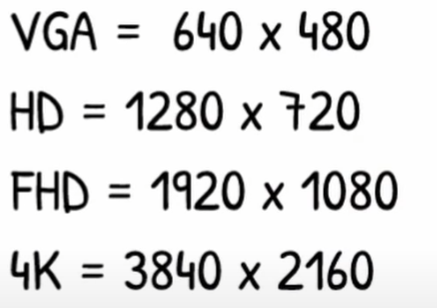 VGA = 640 x 480
HD = 1280 x 720
FHD = 1920 x 1080
4K = 3840 x 2160